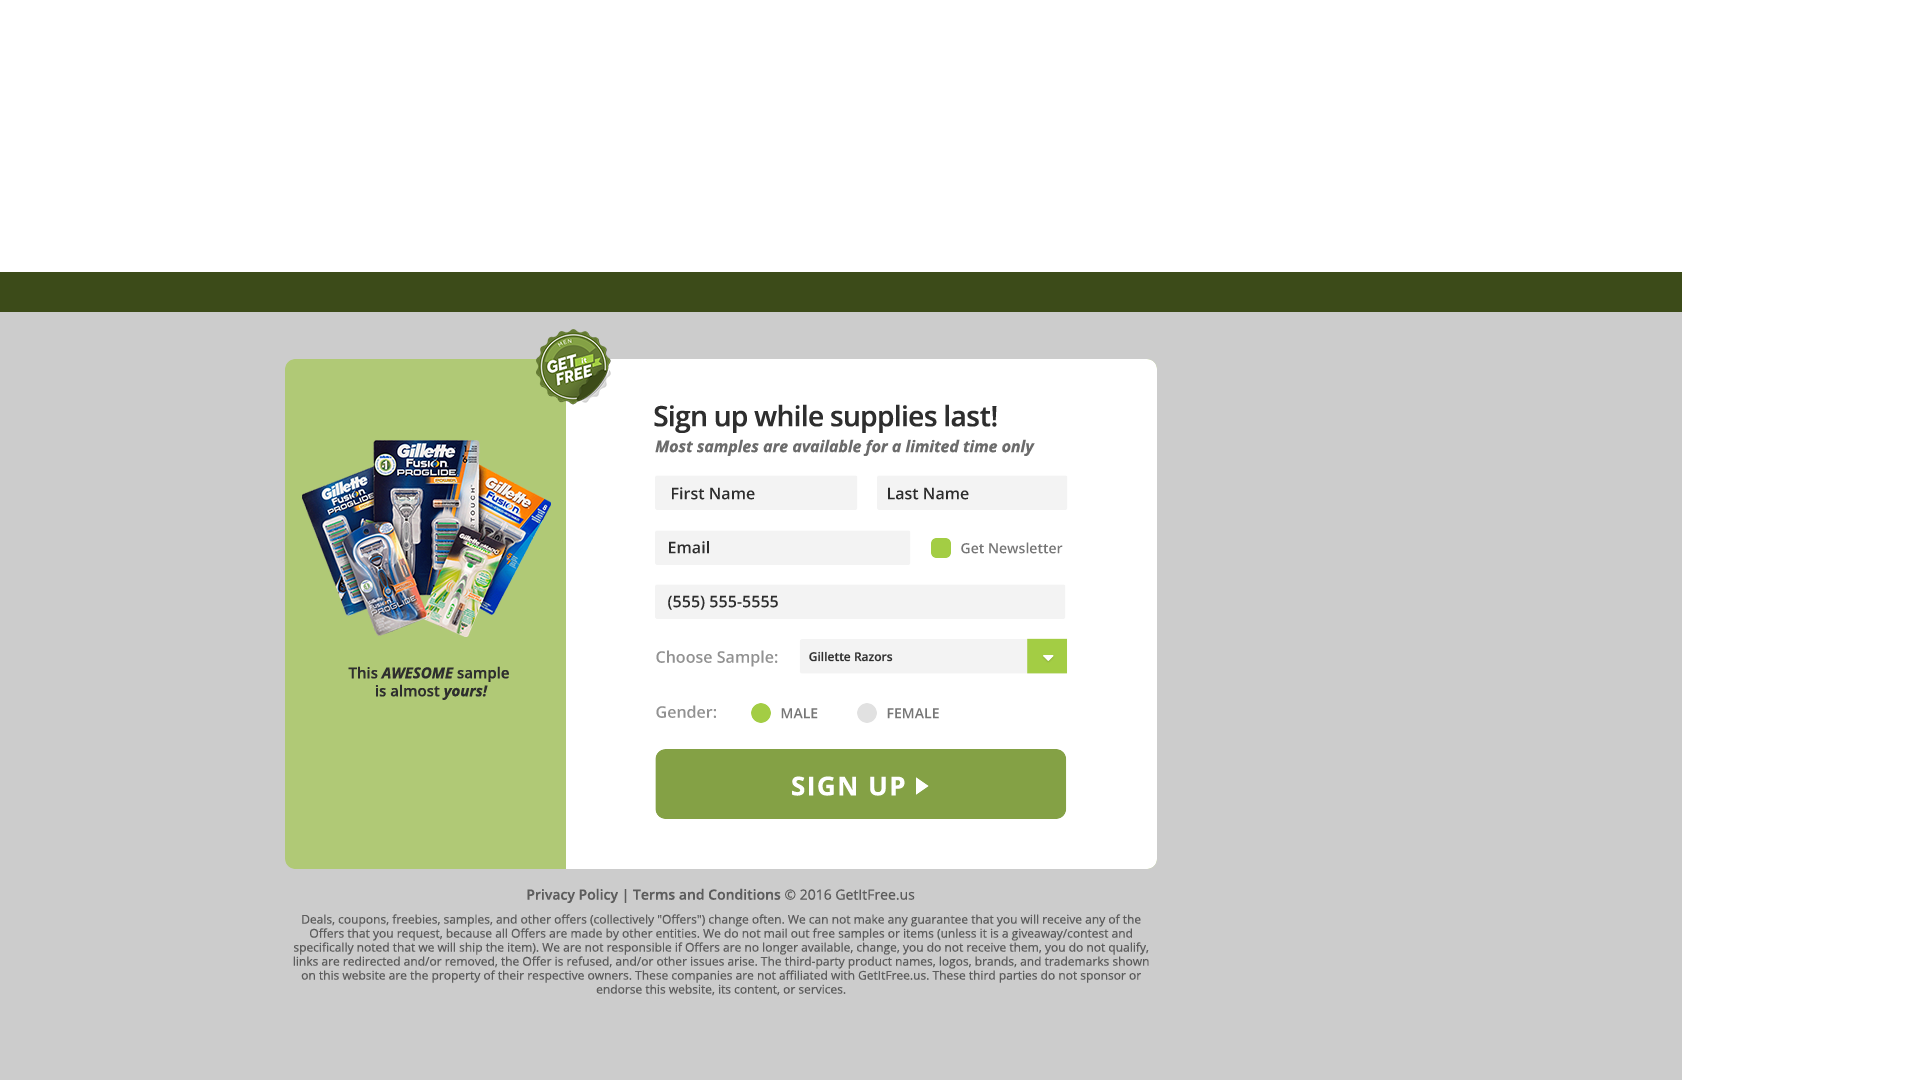 MEN
GET it
FREE
Sign up while supplies last!
Most samples are available for a limited time only
First Name
Last Name
Email
Get Newsletter
(555) 555-5555
Choose Sample:
Gillette Razors
Gender:
MALE
FEMALE
SIGN UP
Gillette
Fusion
PROGLIDE
Gillette
Fusion
PROGLIDE
Gillette
Fusion
TOUCH
Fusion
PROGLIDE
This AWESOME sample
is almost yours!
Privacy Policy | Terms and Conditions © 2016 GetItFree.us
Deals, coupons, freebies, samples, and other offers (collectively "Offers") change often. We can not make any guarantee that you will receive any of the
Offers that you request, because all Offers are made by other entities. We do not mail out free samples or items (unless it is a giveaway/contest and
specifically noted that we will ship the item). We are not responsible if Offers are no longer available, change, you do not receive them, you do not qualify,
links are redirected and/or removed, the Offer is refused, and/or other issues arise. The third-party product names, logos, brands, and trademarks shown
on this website are the property of their respective owners. These companies are not affiliated with GetItFree.us. These third parties do not sponsor or
endorse this website, its content, or services.